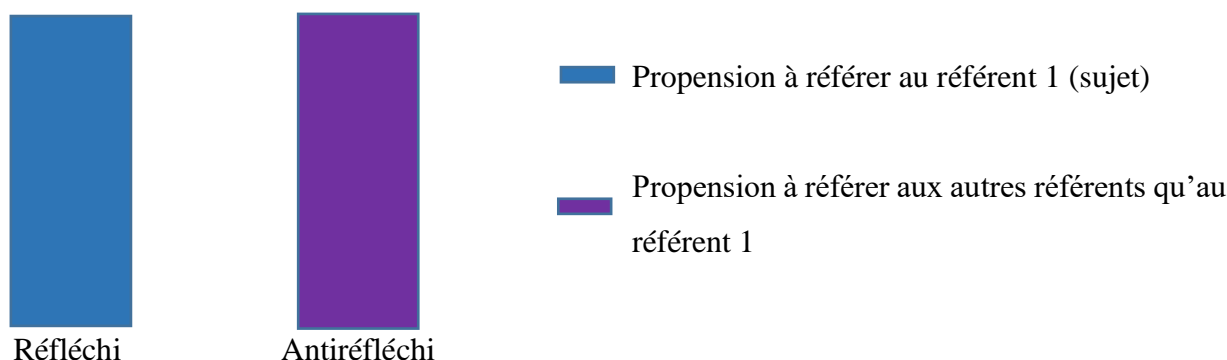 Propension à référer au référent 1 (sujet)
Propension à référer aux autres référents qu’au
référent 1
Réfléchi
Antiréfléchi